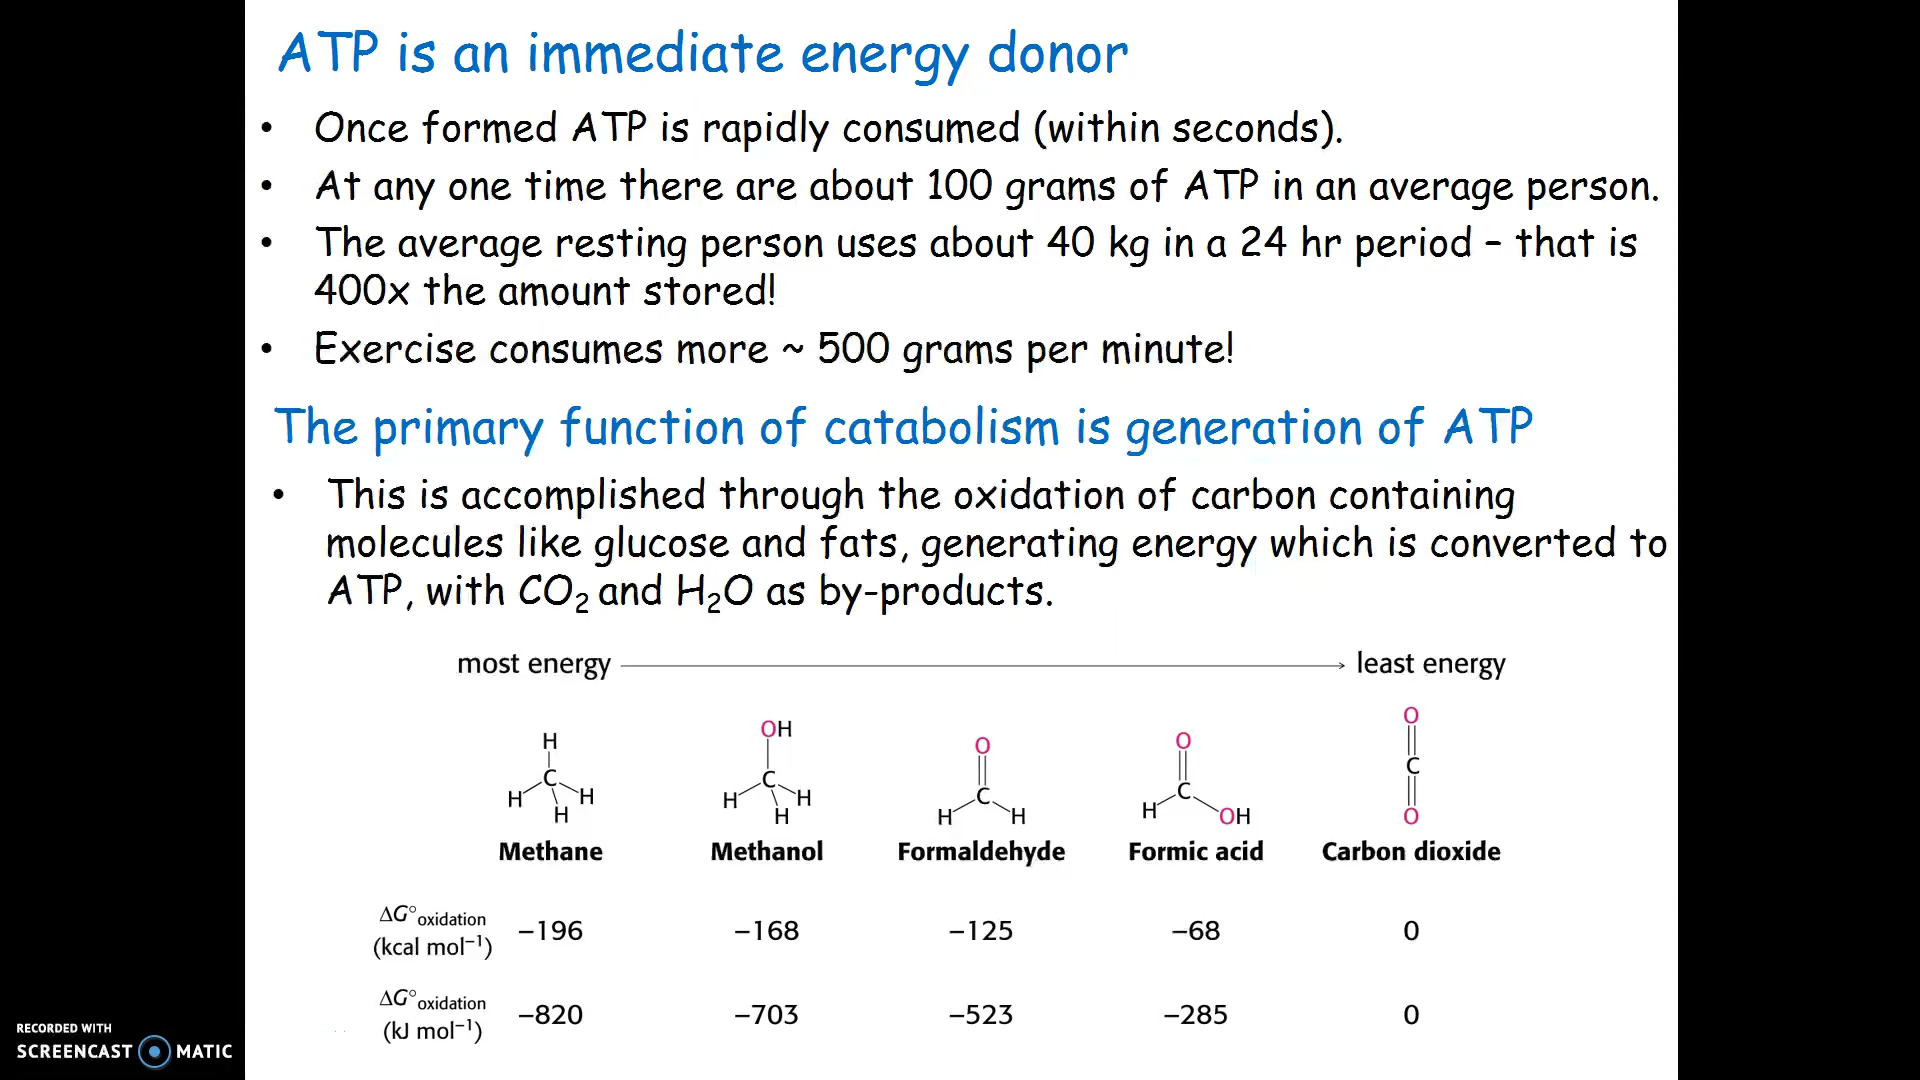 ATP is an immediate energy donor
• Once formed ATP is rapidly consumed (within seconds).
• At any one time there are about 100 grams of ATP in an average person.
• The average resting person uses about 40 kg in a 24 hr period – that is
400x the amount stored!
• Exercise consumes more ~ 500 grams per minute!
The primary function of catabolism is generation of ATP
• This is accomplished through the oxidation of carbon containing
molecules like glucose and fats, generating energy which is converted to
ATP, with CO₂ and H₂O as by-products.
most energy → least energy
H OH O O O
C C C C C
H H H H H H H H H OH O
H H
Methane Methanol Formaldehyde Formic acid Carbon dioxide
ΔG°oxidation
(kcal mol⁻¹) –196 –168 –125 –68 0
ΔG°oxidation
(kJ mol⁻¹) –820 –703 –523 –285 0
RECORDED WITH
SCREENCAST MATIC